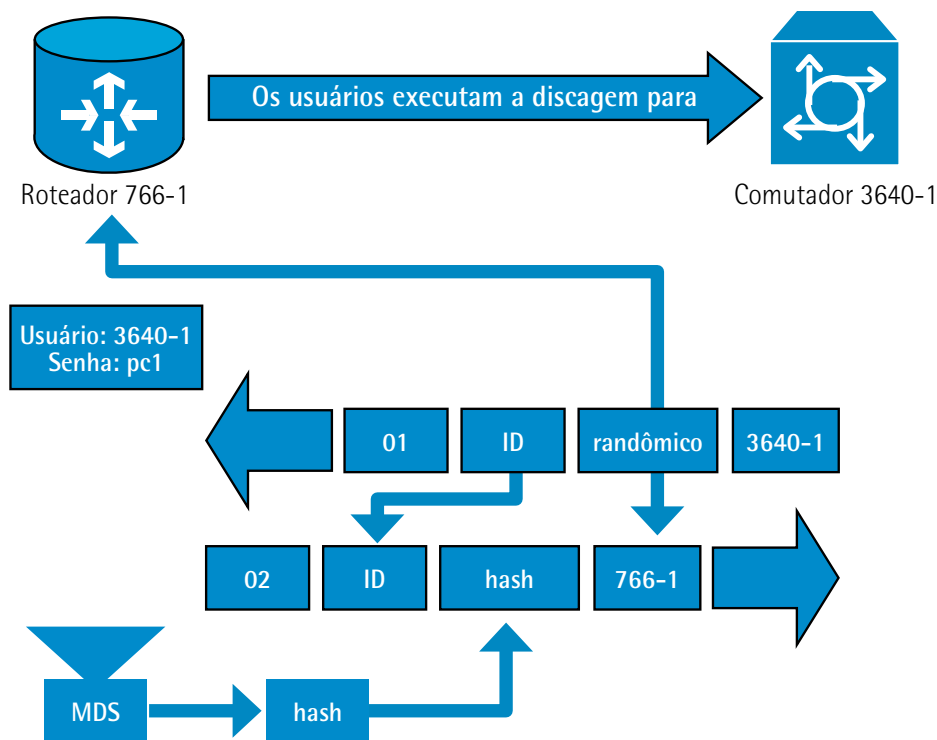 Os usuários executam a discagem para
Roteador 766-1
Comutador 3640-1
Usuário: 3640-1
Senha: pc1
01
ID
randômico
3640-1
02
ID
hash
766-1
MDS
hash